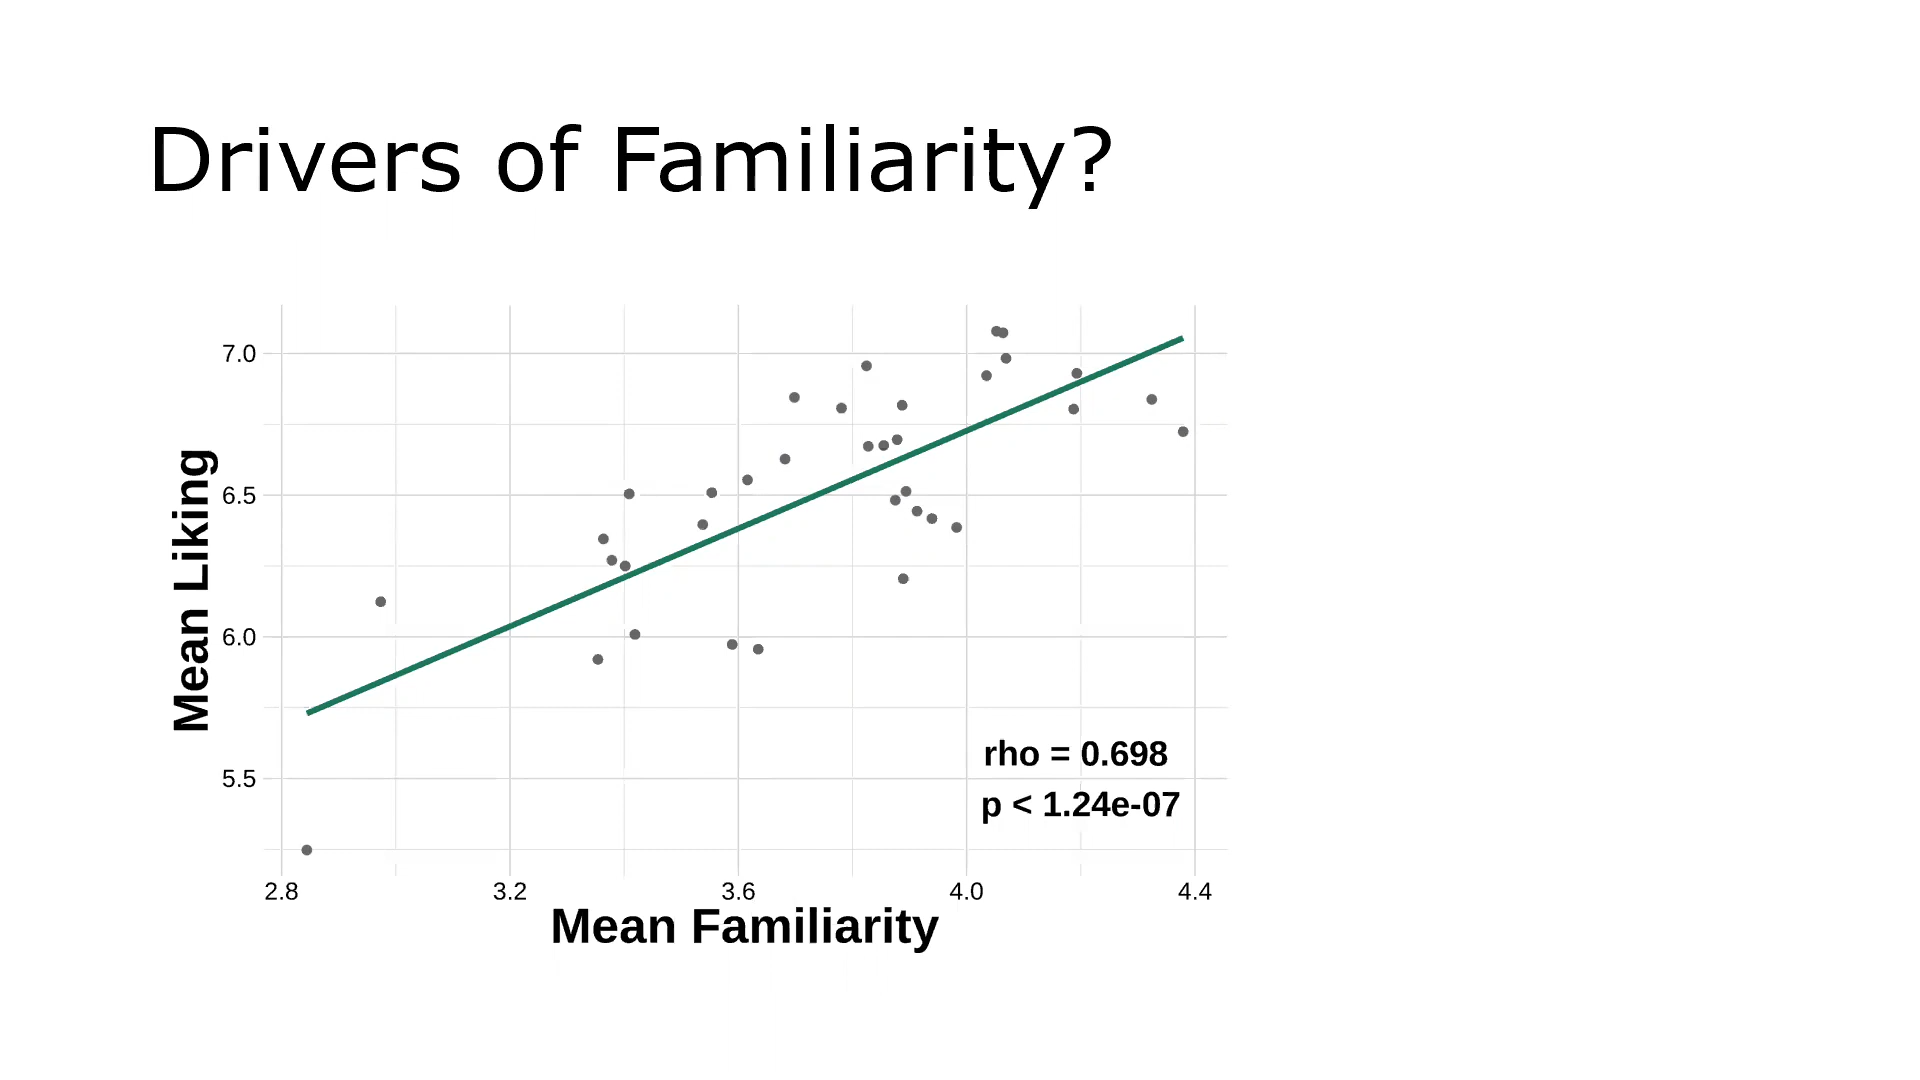 Drivers of Familiarity?
7.0
6.5
6.0
5.5
Mean Liking
rho = 0.698
p < 1.24e-07
2.8 3.2 3.6 4.0 4.4
Mean Familiarity